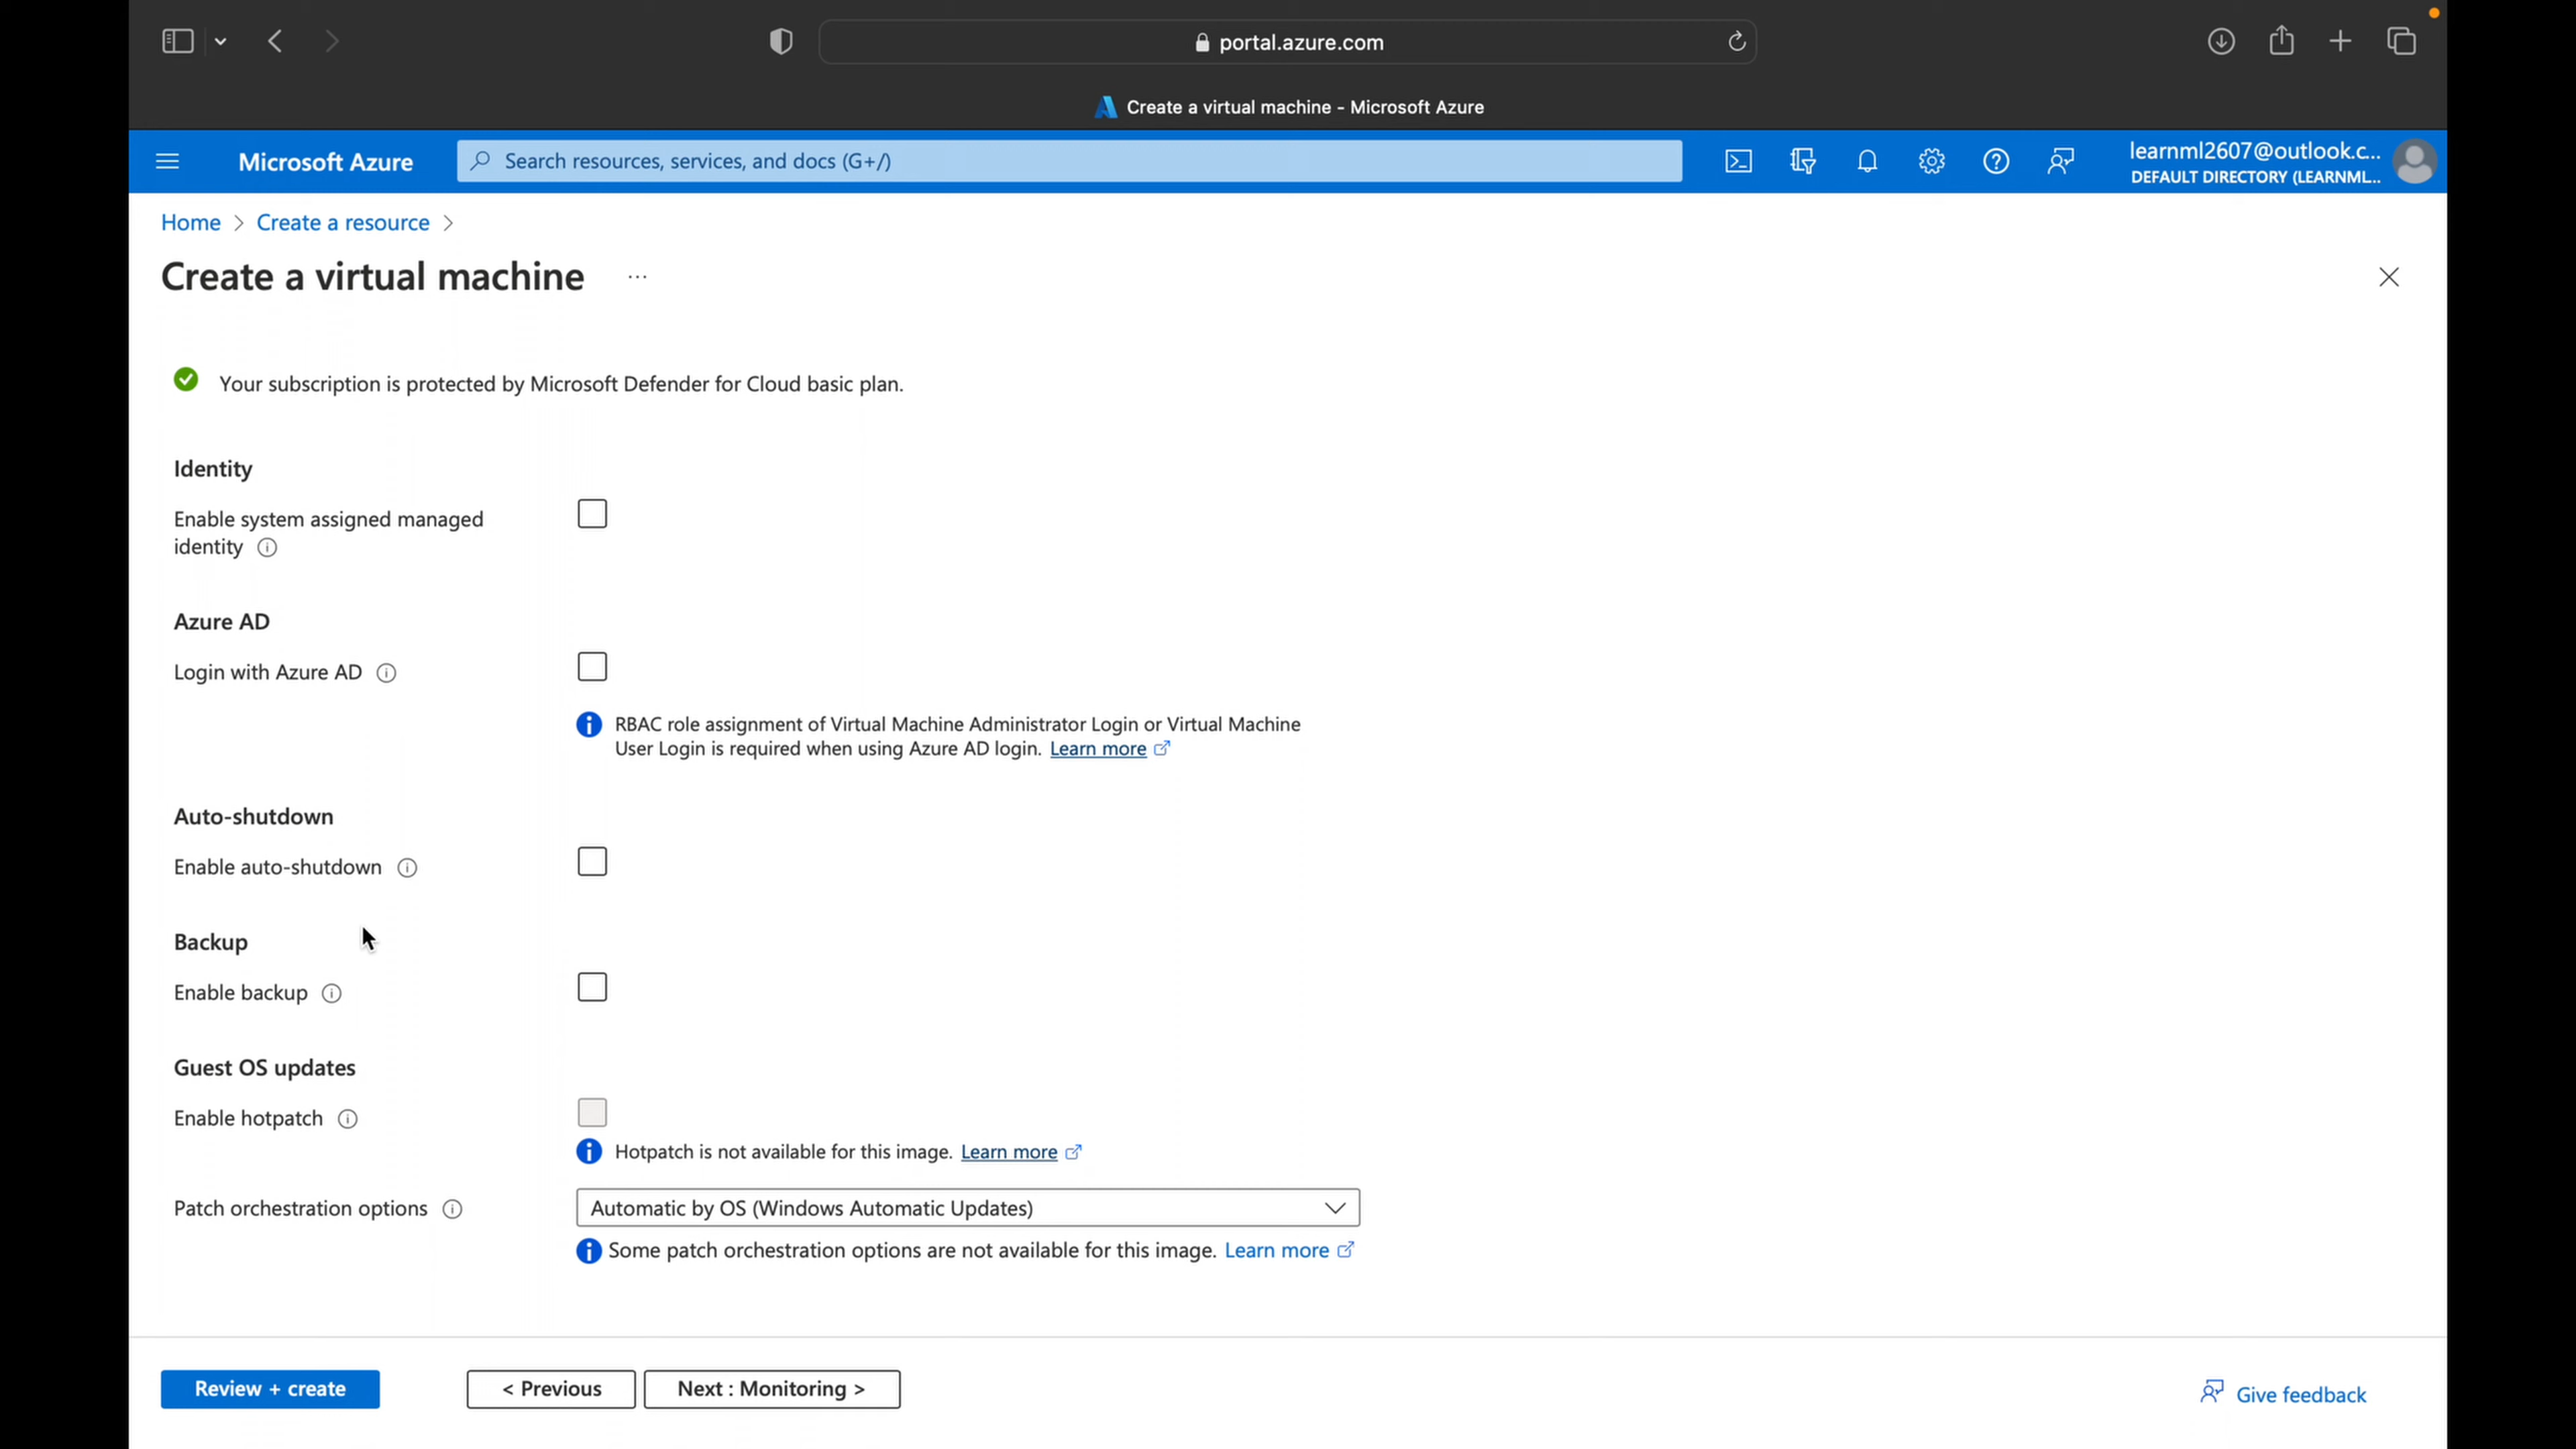 portal.azure.com
Create a virtual machine - Microsoft Azure
Microsoft Azure
Search resources, services, and docs (G+/)
learnml2607@outlook.c...
DEFAULT DIRECTORY (LEARNML...
Home > Create a resource >
Create a virtual machine ...
Your subscription is protected by Microsoft Defender for Cloud basic plan.
Identity
Enable system assigned managed
identity
Azure AD
Login with Azure AD
RBAC role assignment of Virtual Machine Administrator Login or Virtual Machine
User Login is required when using Azure AD login. Learn more
Auto-shutdown
Enable auto-shutdown
Backup
Enable backup
Guest OS updates
Enable hotpatch
Hotpatch is not available for this image. Learn more
Patch orchestration options
Automatic by OS (Windows Automatic Updates)
Some patch orchestration options are not available for this image. Learn more
Review + create
< Previous
Next : Monitoring >
Give feedback